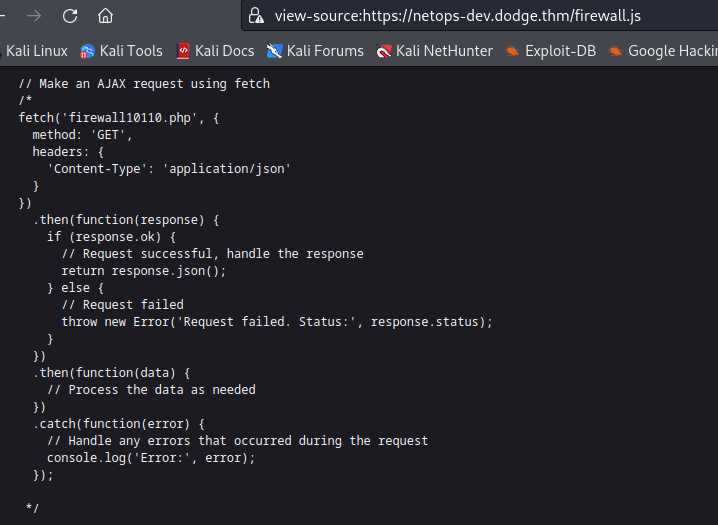 view-source:https://netops-dev.dodge.thm/firewall.js
Kali Linux Kali Tools Kali Docs Kali Forums Kali NetHunter Exploit-DB Google
// Make an AJAX request using fetch
/*
fetch('firewall10110.php', {
  method: 'GET',
  headers: {
    'Content-Type': 'application/json'
  }
})
  .then(function(response) {
    if (response.ok) {
      // Request successful, handle the response
      return response.json();
    } else {
      // Request failed
      throw new Error('Request failed. Status:', response.status);
    }
  })
  .then(function(data) {
    // Process the data as needed
  })
  .catch(function(error) {
    // Handle any errors that occurred during the request
    console.log('Error:', error);
  });
 */